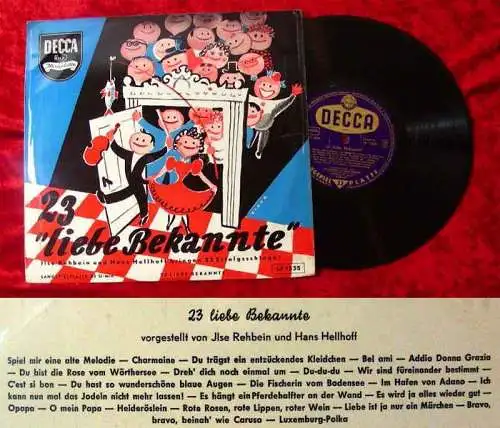 DECCA
23
"liebe Bekannte"
Ilse Rehbein und Hans Hellhoff bringen 23 Erfolgsschlager
23 LIEBE BEKANNTE
DECCA
23 liebe Bekannte
vorgestellt von Jlse Rehbein und Hans Hellhoff
Spiel mir eine alte Melodie — Charmaine — Du trägst ein entzückendes Kleidchen — Bel ami — Addio Donna Grazia
— Du bist die Rose vom Wörthersee — Dreh' dich noch einmal um — Du-du-du — Wir sind füreinander bestimmt —
C'est si bon — Du hast so wunderschöne blaue Augen — Die Fischerin vom Bodensee — Im Hafen von Adano — Ich
kann nun mal das Jodeln nicht mehr lassen! — Es hängt ein Pferdehalfter an der Wand — Es wird ja alles wieder gut!
Opopa — O mein Papa — Heideröslein — Rote Rosen, rote Lippen, roter Wein — Liebe ist ja nur ein Märchen — Bravo,
bravo, beinah' wie Caruso — Luxemburg-Polka